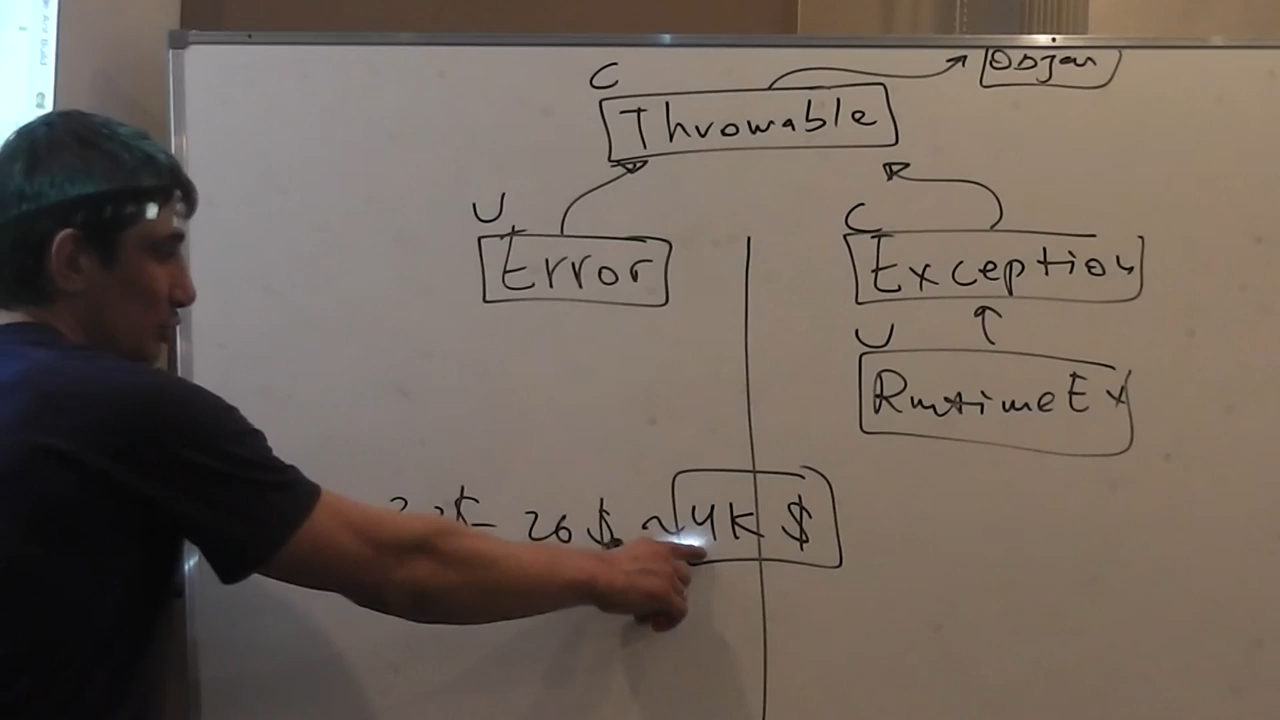 Object
C
Throwable
U
Error
C
Exception
U
RuntimeEx
26$ ~ 4K $